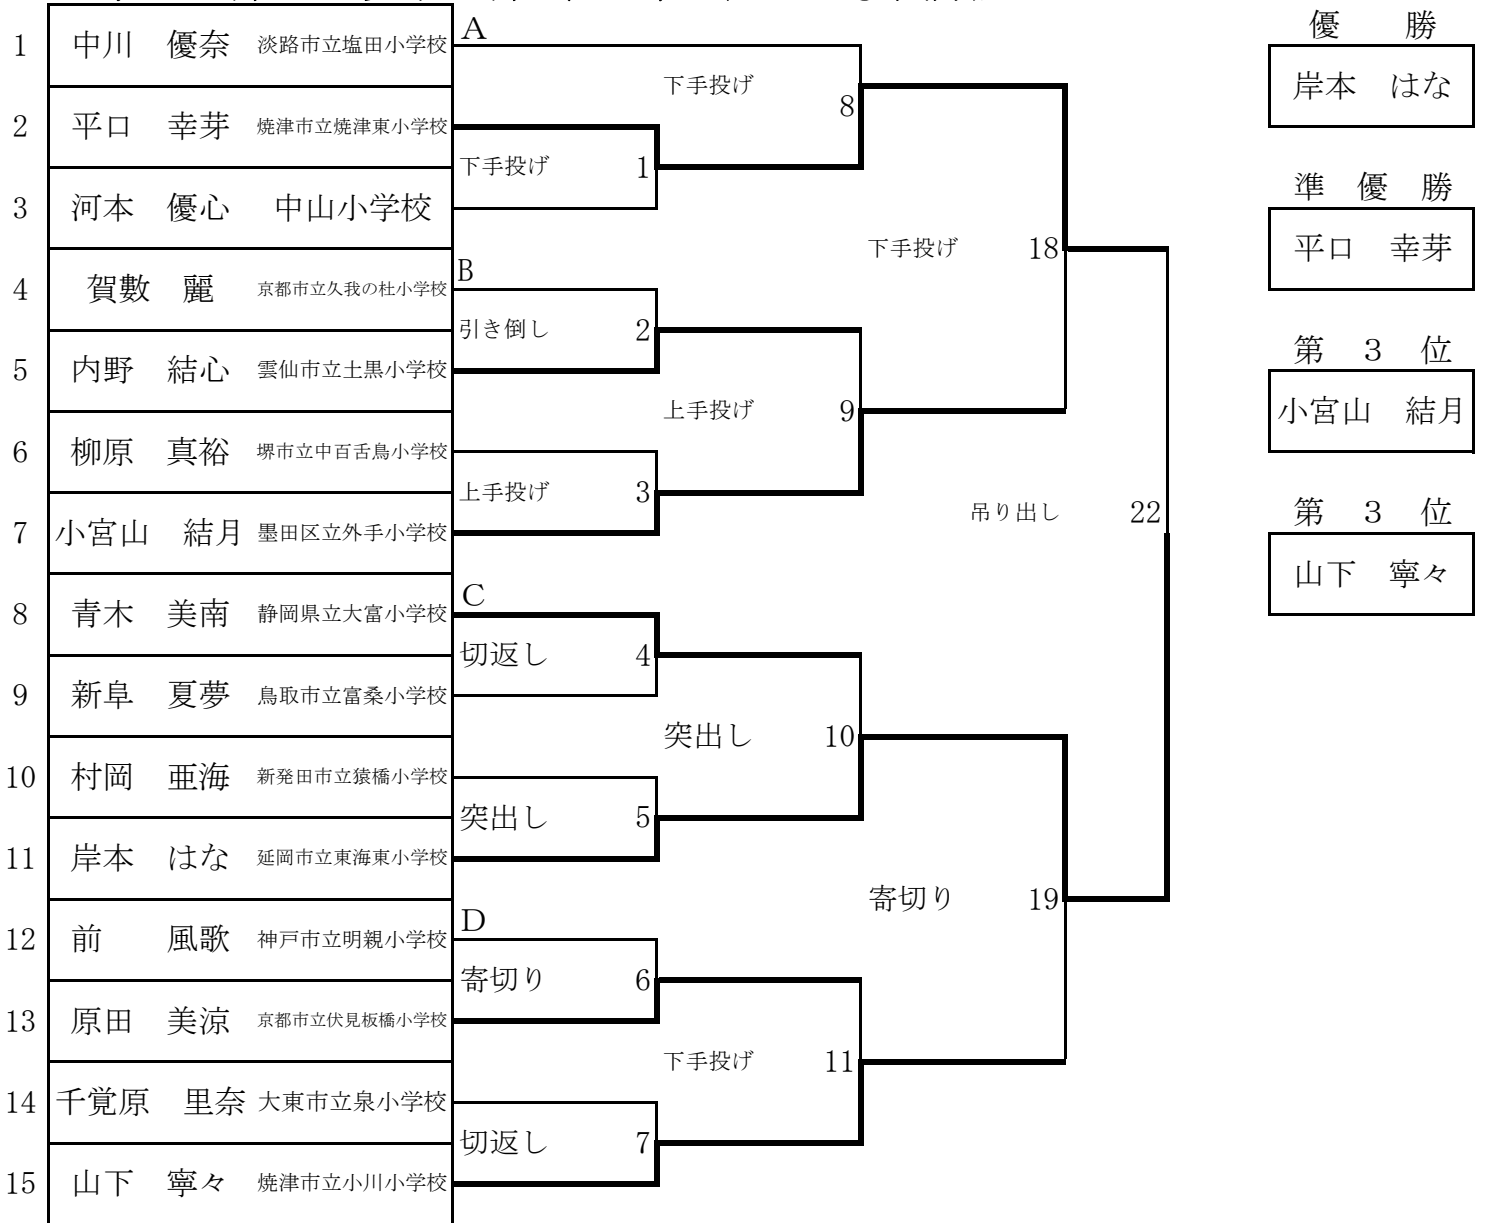 1 中川　優奈 淡路市立塩田小学校
2 平口　幸芽 焼津市立焼津東小学校
3 河本　優心 中山小学校
4 賀數　麗 京都市立久我の杜小学校
5 内野　結心 雲仙市立土黒小学校
6 柳原　真裕 堺市立中百舌鳥小学校
7 小宮山　結月 墨田区立外手小学校
8 青木　美南 静岡県立大富小学校
9 新阜　夏夢 鳥取市立富桑小学校
10 村岡　亜海 新発田市立猿橋小学校
11 岸本　はな 延岡市立東海東小学校
12 前　風歌 神戸市立明親小学校
13 原田　美涼 京都市立伏見板橋小学校
14 千覚原　里奈 大東市立泉小学校
15 山下　寧々 焼津市立小川小学校
A
下手投げ 1
B
引き倒し 2
上手投げ 3
C
切返し 4
突出し 5
D
寄切り 6
切返し 7
下手投げ 8
上手投げ 9
突出し 10
下手投げ 11
下手投げ 18
寄切り 19
吊り出し 22
優　勝
岸本　はな
準　優　勝
平口　幸芽
第　３　位
小宮山　結月
第　３　位
山下　寧々